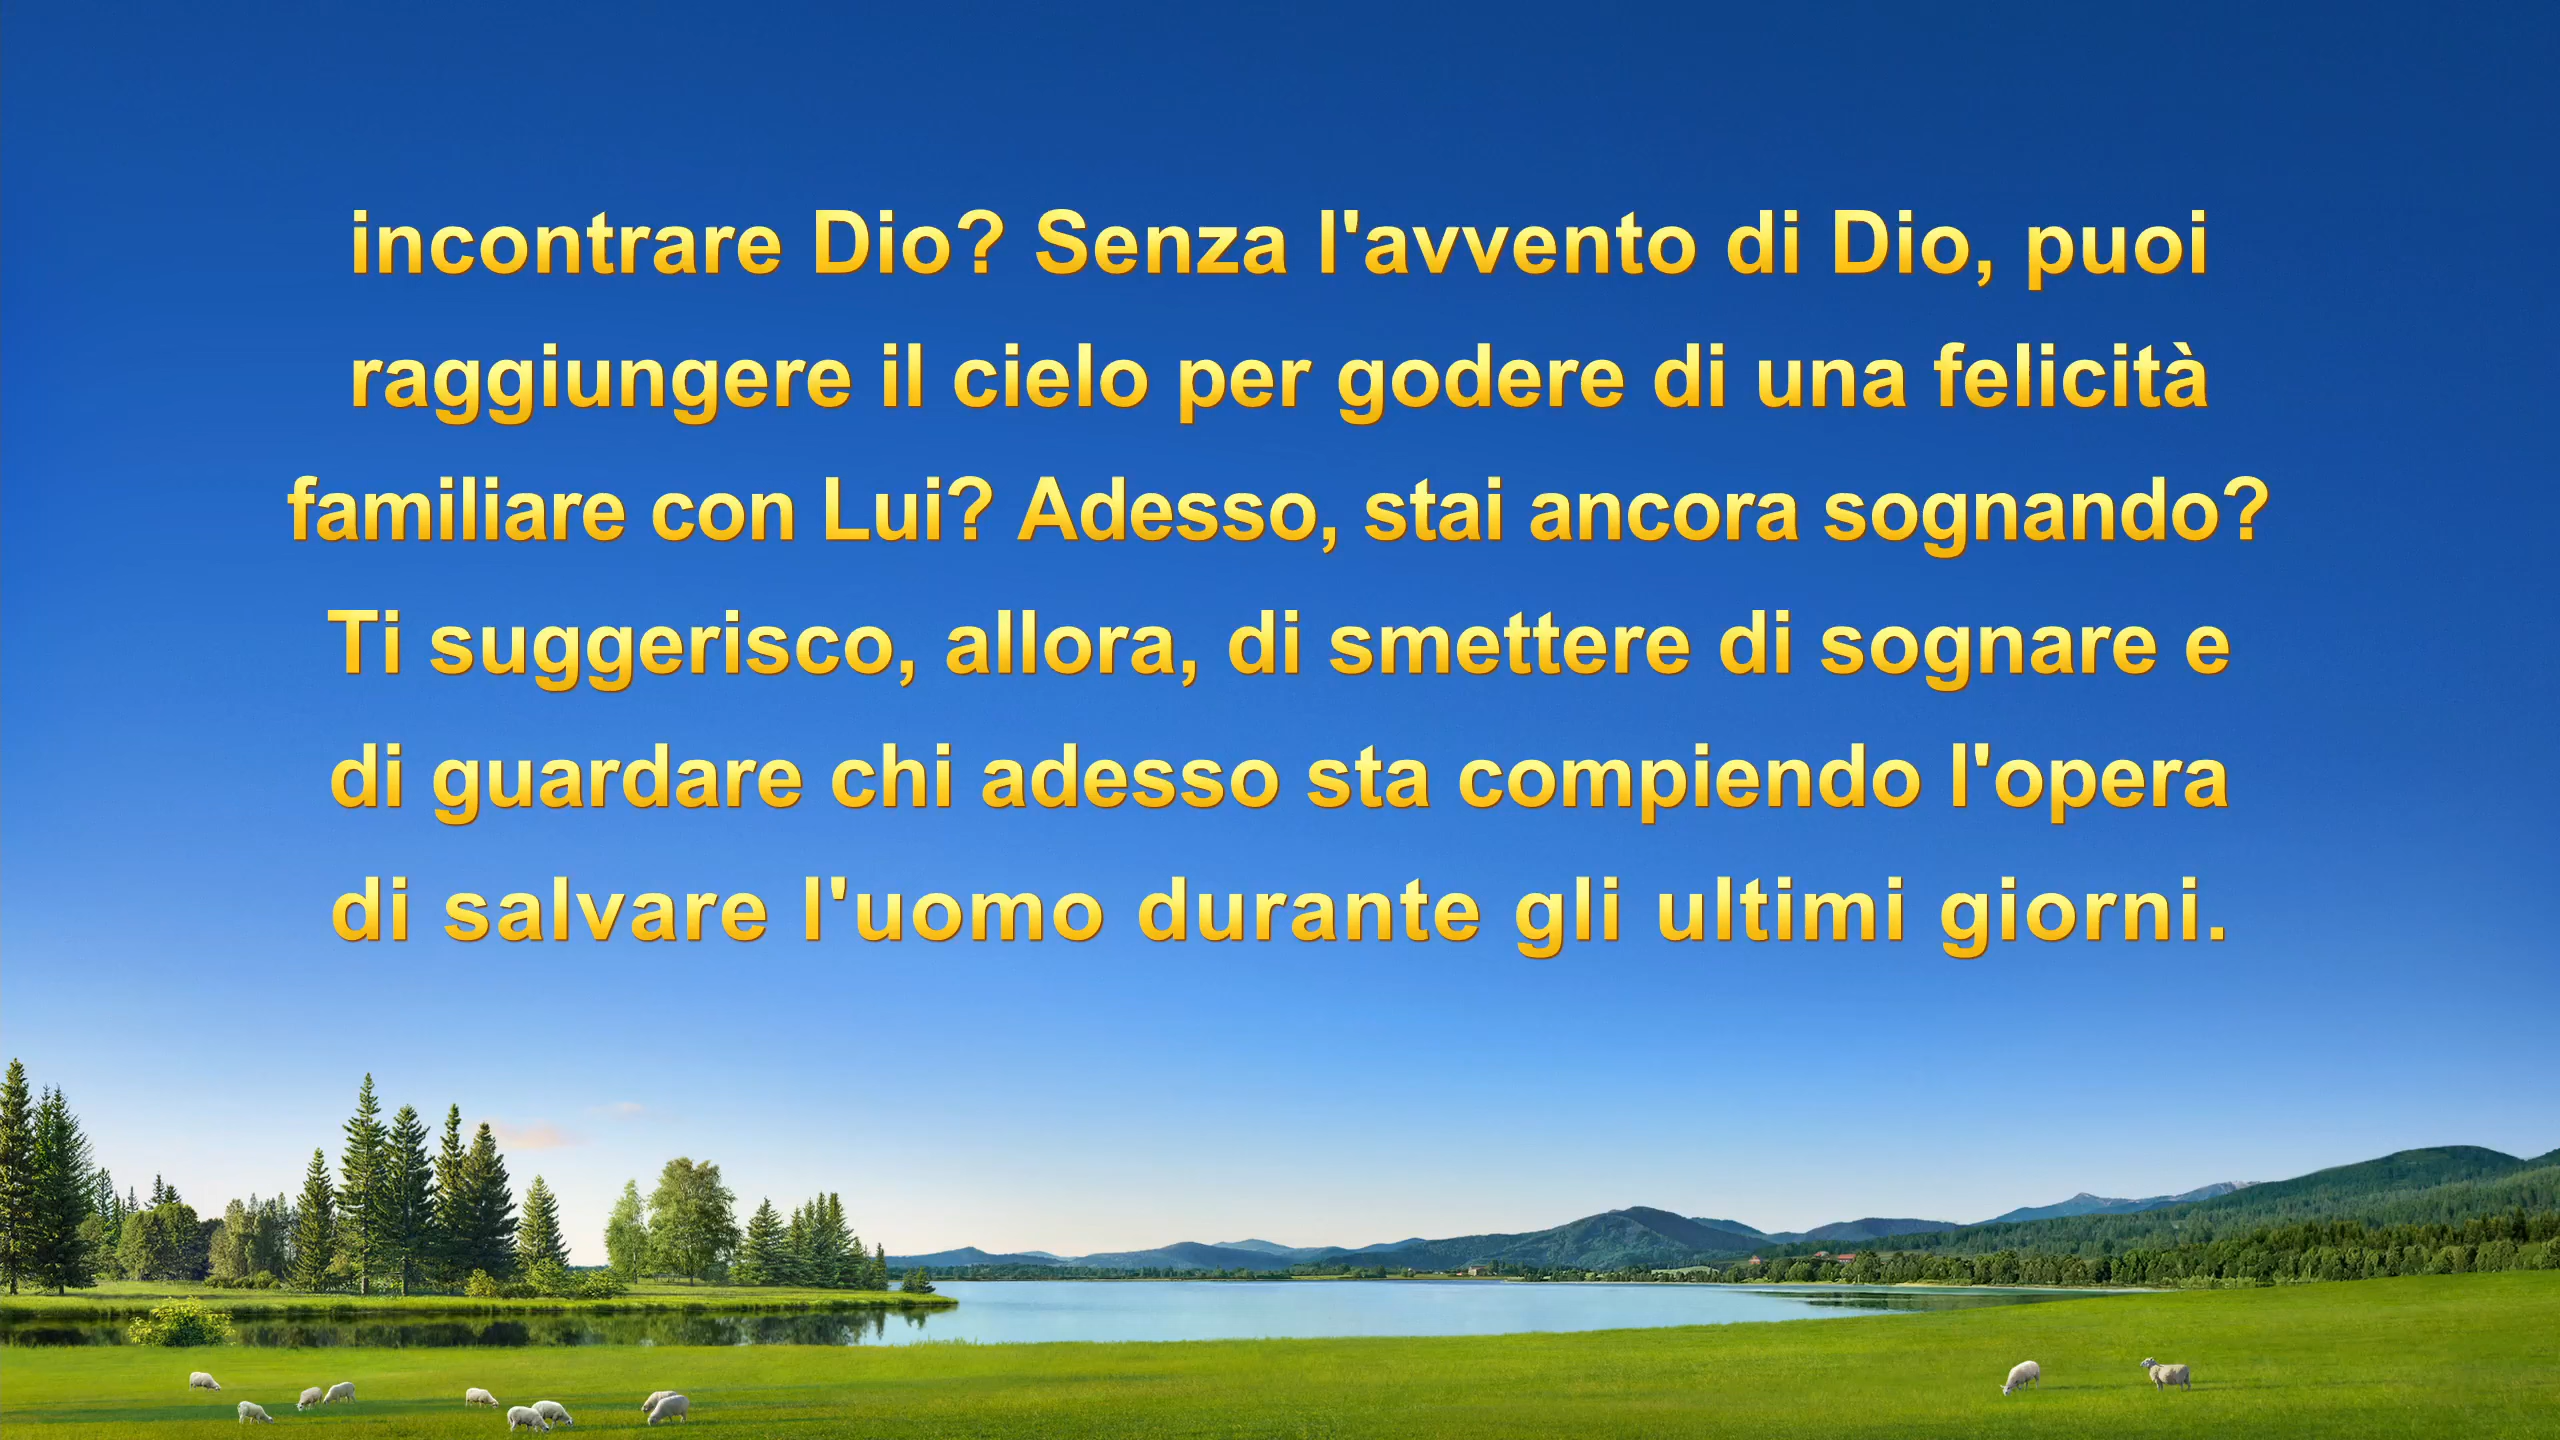 incontrare Dio? Senza l'avvento di Dio, puoi
raggiungere il cielo per godere di una felicità
familiare con Lui? Adesso, stai ancora sognando?
Ti suggerisco, allora, di smettere di sognare e
di guardare chi adesso sta compiendo l'opera
di salvare l'uomo durante gli ultimi giorni.